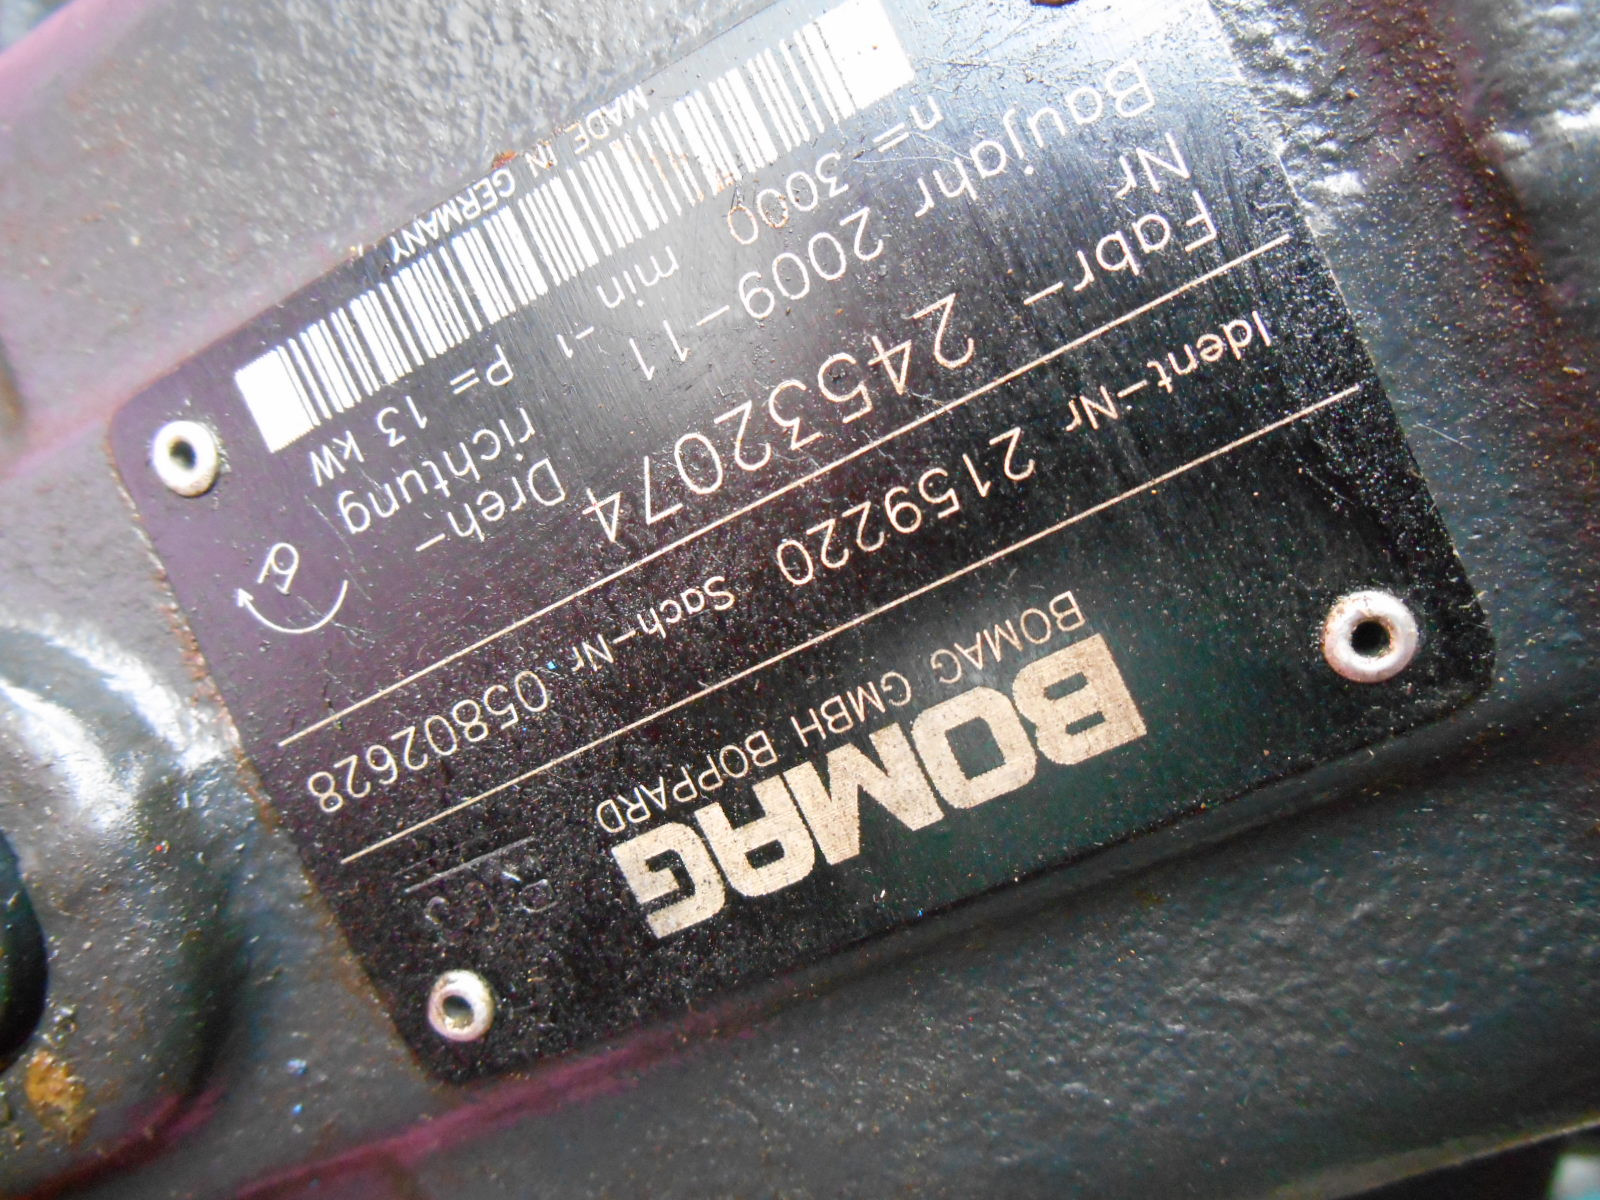 BOMAG
BOMAG GMBH BOPPARD
Ident-Nr 2159220 Sach-Nr 05802628
Fabr- 24532074
Nr Dreh-
Baujahr 2009-11 richtung
n= 3000 min -1 P= 13 kW
MADE IN GERMANY